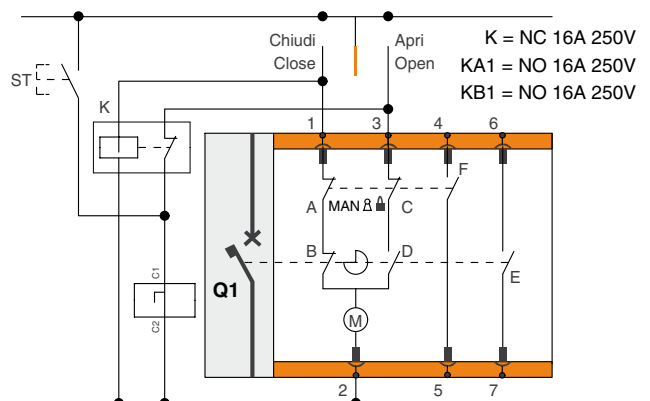 Chiudi
Close
Apri
Open
K = NC 16A 250V
KA1 = NO 16A 250V
KB1 = NO 16A 250V
ST
K
1
3
4
6
F
A
MAN
C
B
D
E
Q1
C1
C2
M
2
5
7